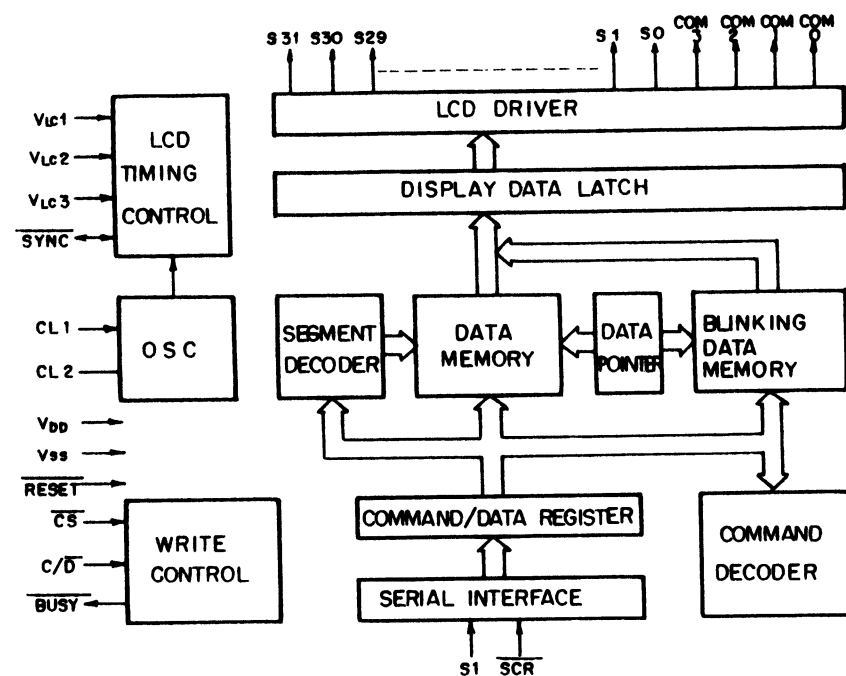 S31 S30 S29 S1 S0 COM 3 COM 2 COM 1 COM 0
LCD DRIVER
DISPLAY DATA LATCH
VLC1
VLC2
VLC3
SYNC
LCD
TIMING
CONTROL
CL1
CL2
OSC
SEGMENT
DECODER
DATA
MEMORY
DATA
POINTER
BLINKING
DATA
MEMORY
VDD
VSS
RESET
CS
C/D
BUSY
WRITE
CONTROL
COMMAND/DATA REGISTER
SERIAL INTERFACE
COMMAND
DECODER
S1 SCR